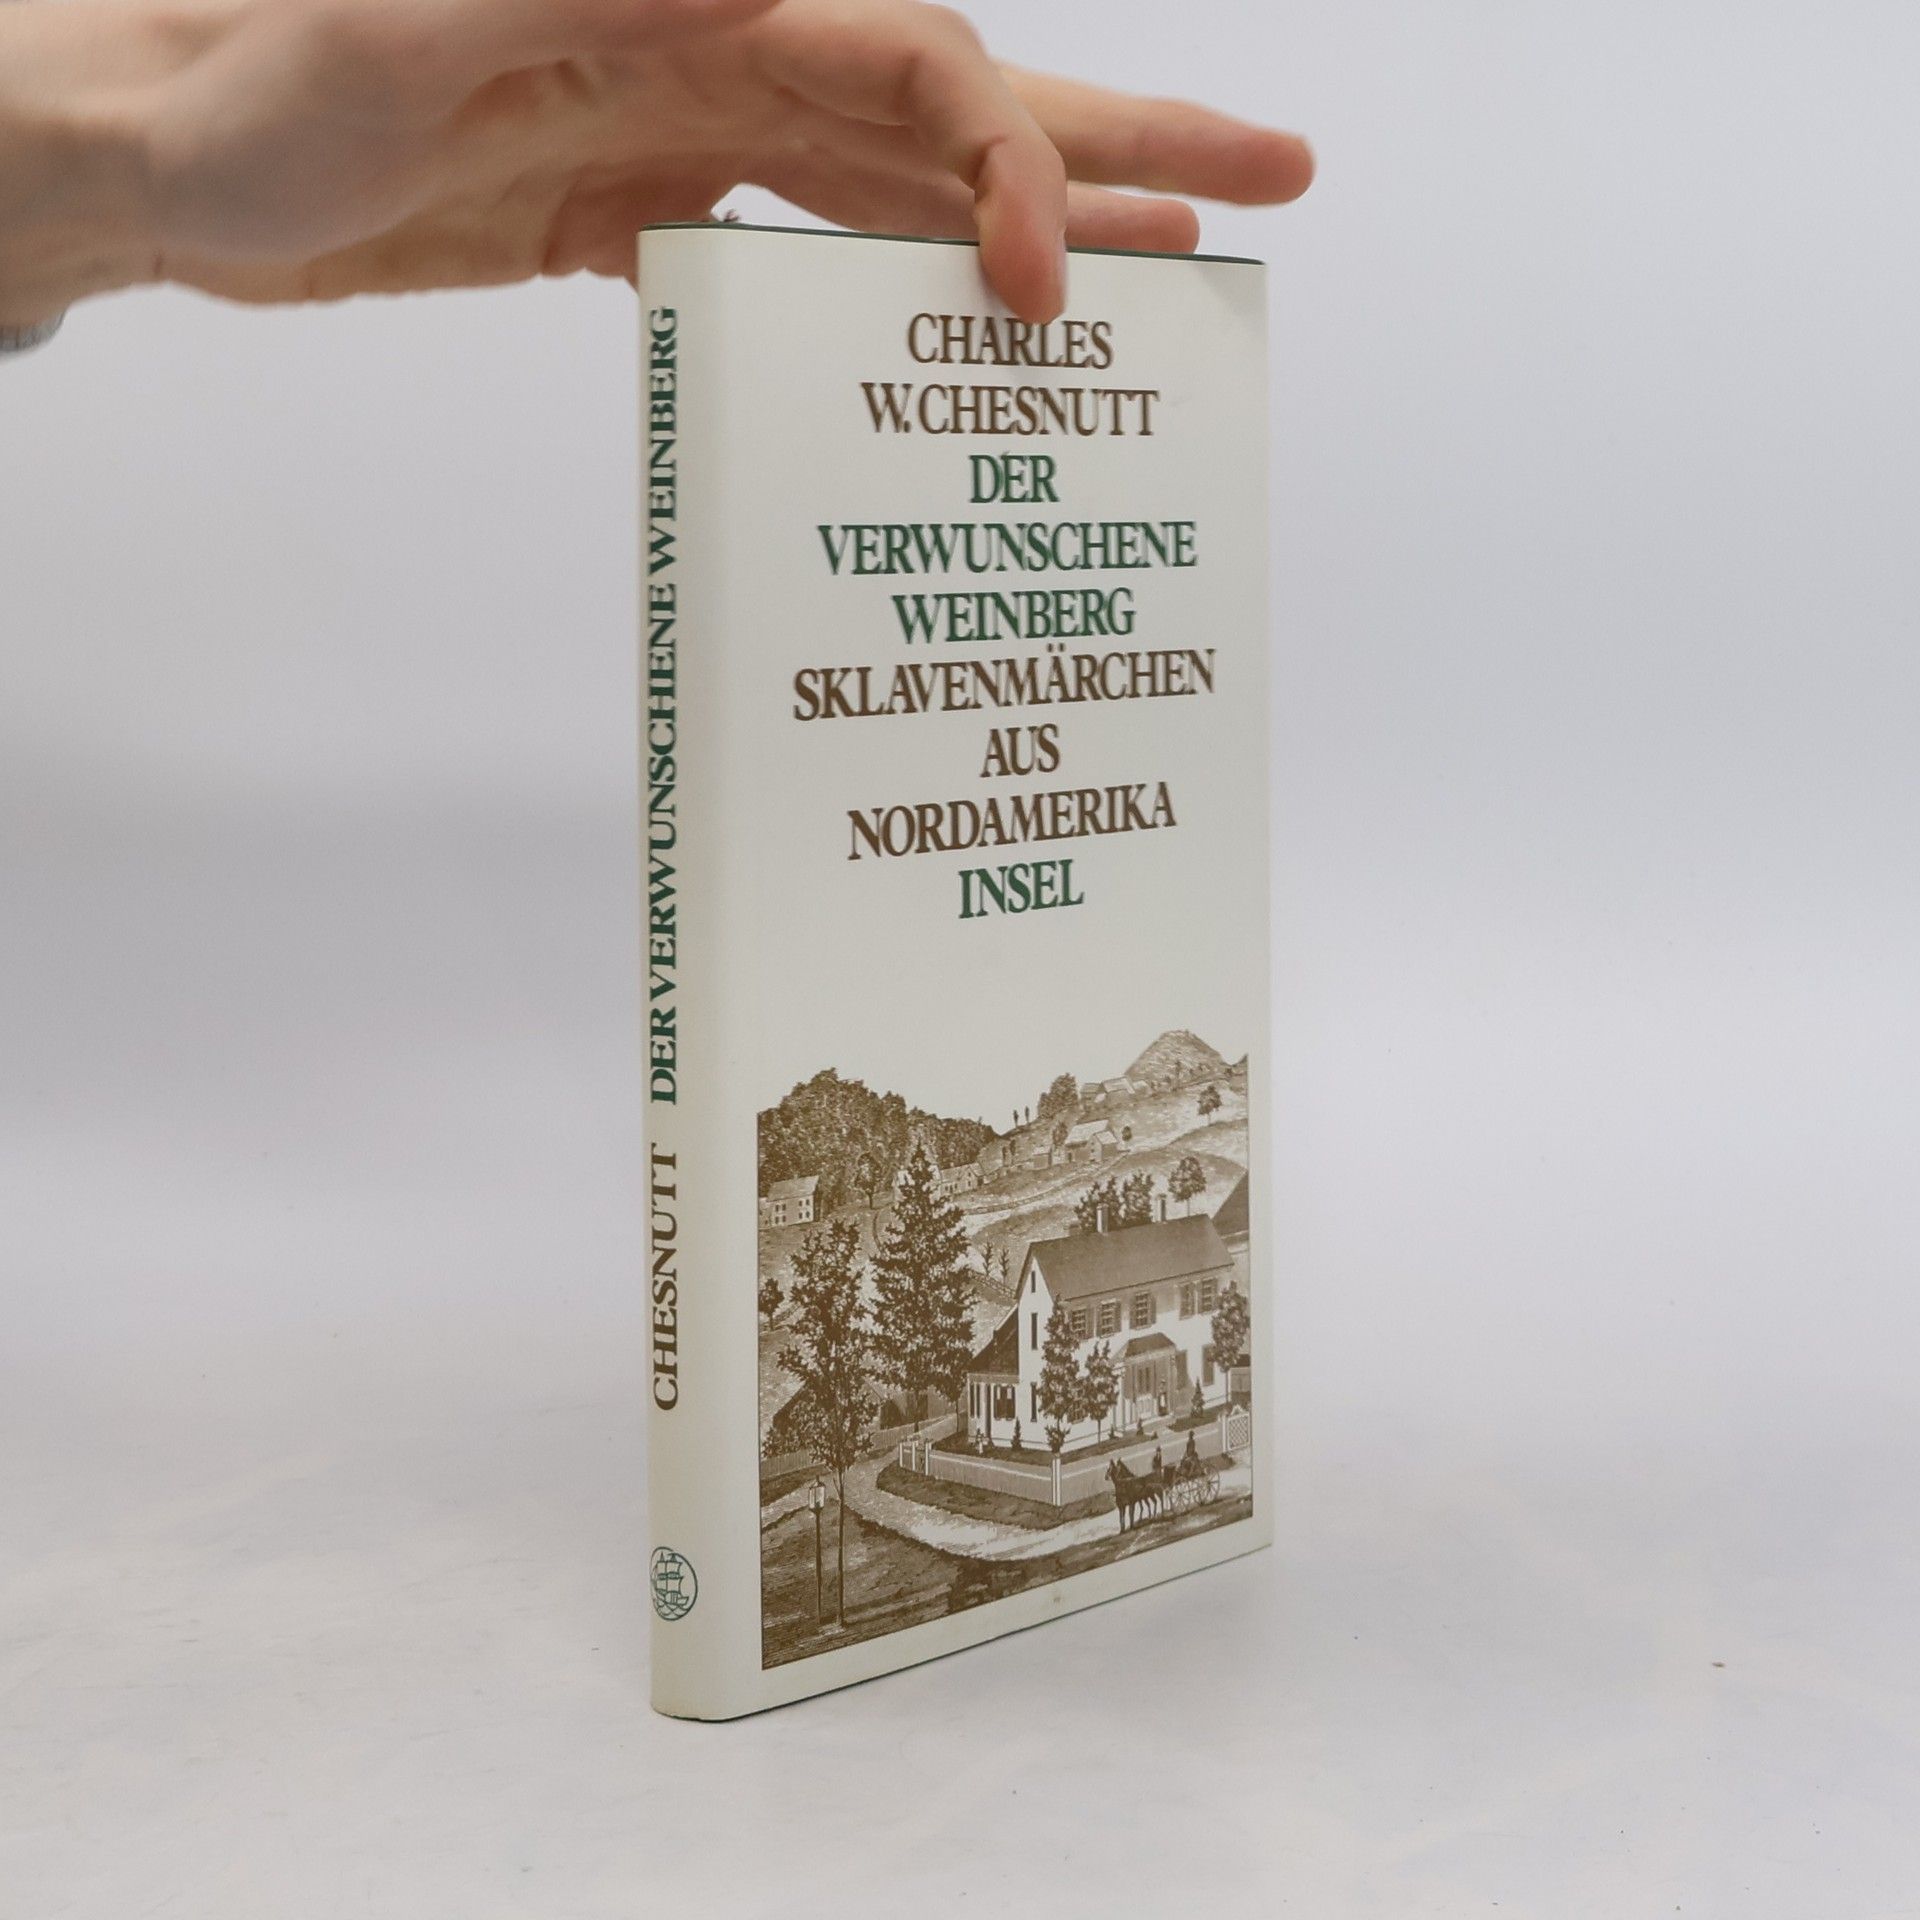 CHARLES
W. CHESNUTT
DER
VERWUNSCHENE
WEINBERG
SKLAVENMÄRCHEN
AUS
NORDAMERIKA
INSEL
CHESNUTT DER VERWUNSCHENE WEINBERG